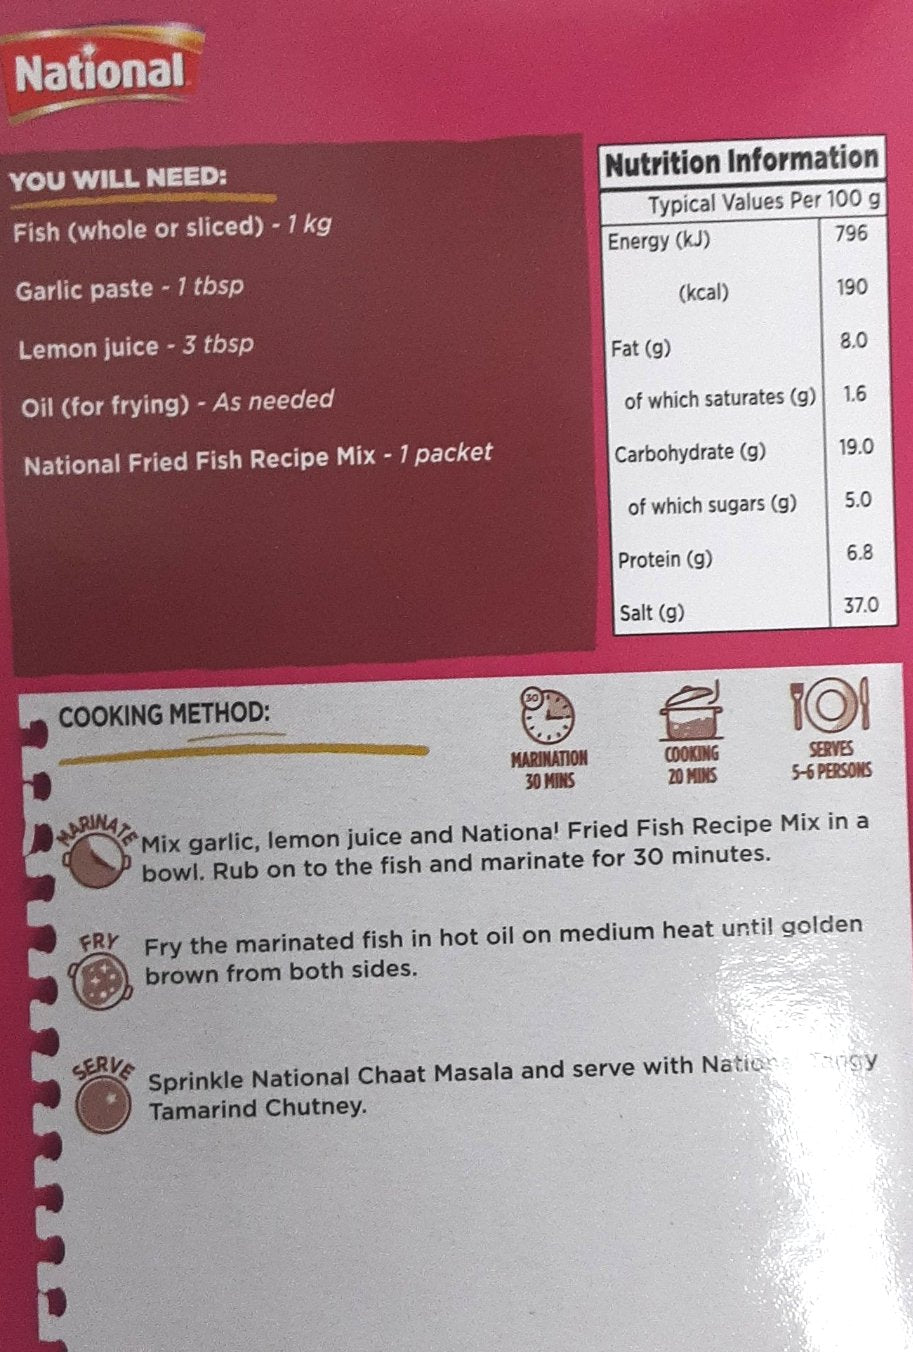 National
YOU WILL NEED:
Fish (whole or sliced) - 1 kg
Garlic paste - 1 tbsp
Lemon juice - 3 tbsp
Oil (for frying) - As needed
National Fried Fish Recipe Mix - 1 packet
Nutrition Information
Typical Values Per 100 g
Energy (kJ) 796
(kcal) 190
Fat (g) 8.0
of which saturates (g) 1.6
Carbohydrate (g) 19.0
of which sugars (g) 5.0
Protein (g) 6.8
Salt (g) 37.0
COOKING METHOD:
30
MARINATION
30 MINS
COOKING
20 MINS
SERVES
5-6 PERSONS
MARINATE
Mix garlic, lemon juice and National Fried Fish Recipe Mix in a
bowl. Rub on to the fish and marinate for 30 minutes.
FRY
Fry the marinated fish in hot oil on medium heat until golden
brown from both sides.
SERVE
Sprinkle National Chaat Masala and serve with National Tangy
Tamarind Chutney.